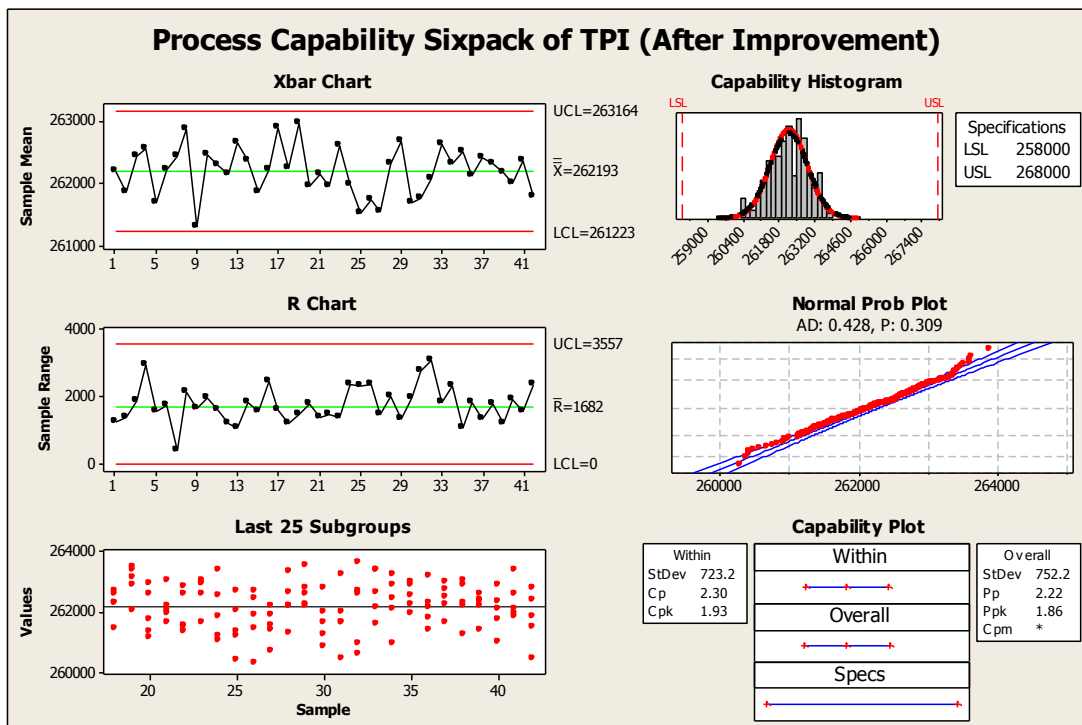 Process Capability Sixpack of TPI (After Improvement)
Xbar Chart
Sample Mean
263000
262000
261000
1 5 9 13 17 21 25 29 33 37 41
UCL=263164
X=262193
LCL=261223
Capability Histogram
LSL USL
259000 260400 261800 263200 264600 266000 267400
Specifications
LSL 258000
USL 268000
R Chart
Sample Range
4000
2000
0
1 5 9 13 17 21 25 29 33 37 41
UCL=3557
R=1682
LCL=0
Normal Prob Plot
AD: 0.428, P: 0.309
260000 262000 264000
Last 25 Subgroups
Values
264000
262000
260000
20 25 30 35 40
Sample
Capability Plot
Within
StDev 723.2
Cp 2.30
Cpk 1.93
Within
Overall
Specs
Overall
StDev 752.2
Pp 2.22
Ppk 1.86
Cpm *